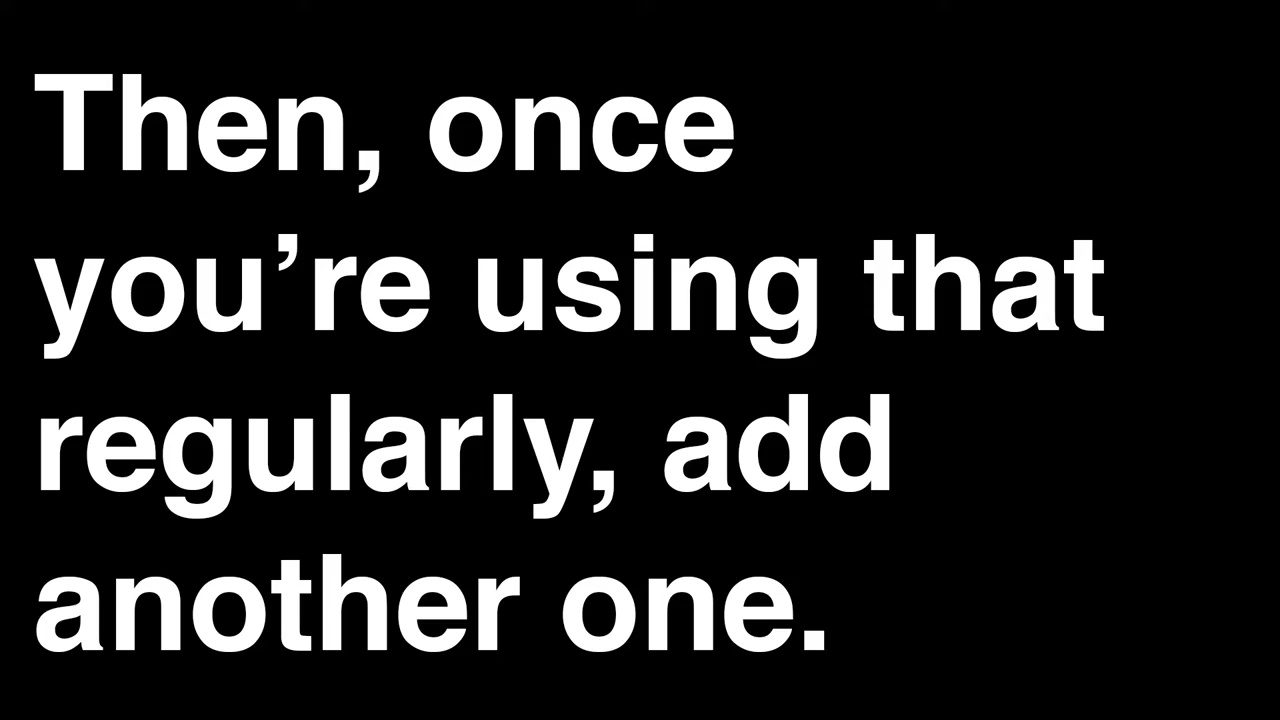 Then, once
you’re using that
regularly, add
another one.